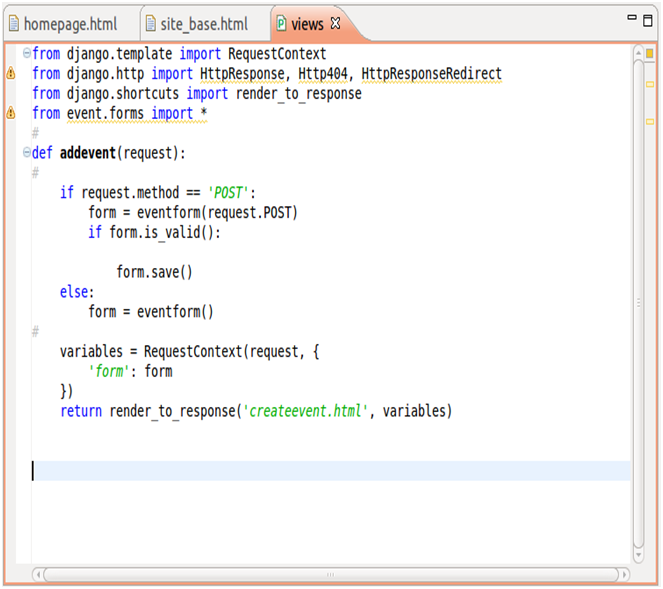 homepage.html
site_base.html
views
from django.template import RequestContext
from django.http import HttpResponse, Http404, HttpResponseRedirect
from django.shortcuts import render_to_response
from event.forms import *
#
def addevent(request):
#
    if request.method == 'POST':
        form = eventform(request.POST)
        if form.is_valid():
            form.save()
    else:
        form = eventform()
#
    variables = RequestContext(request, {
        'form': form
    })
    return render_to_response('createevent.html', variables)